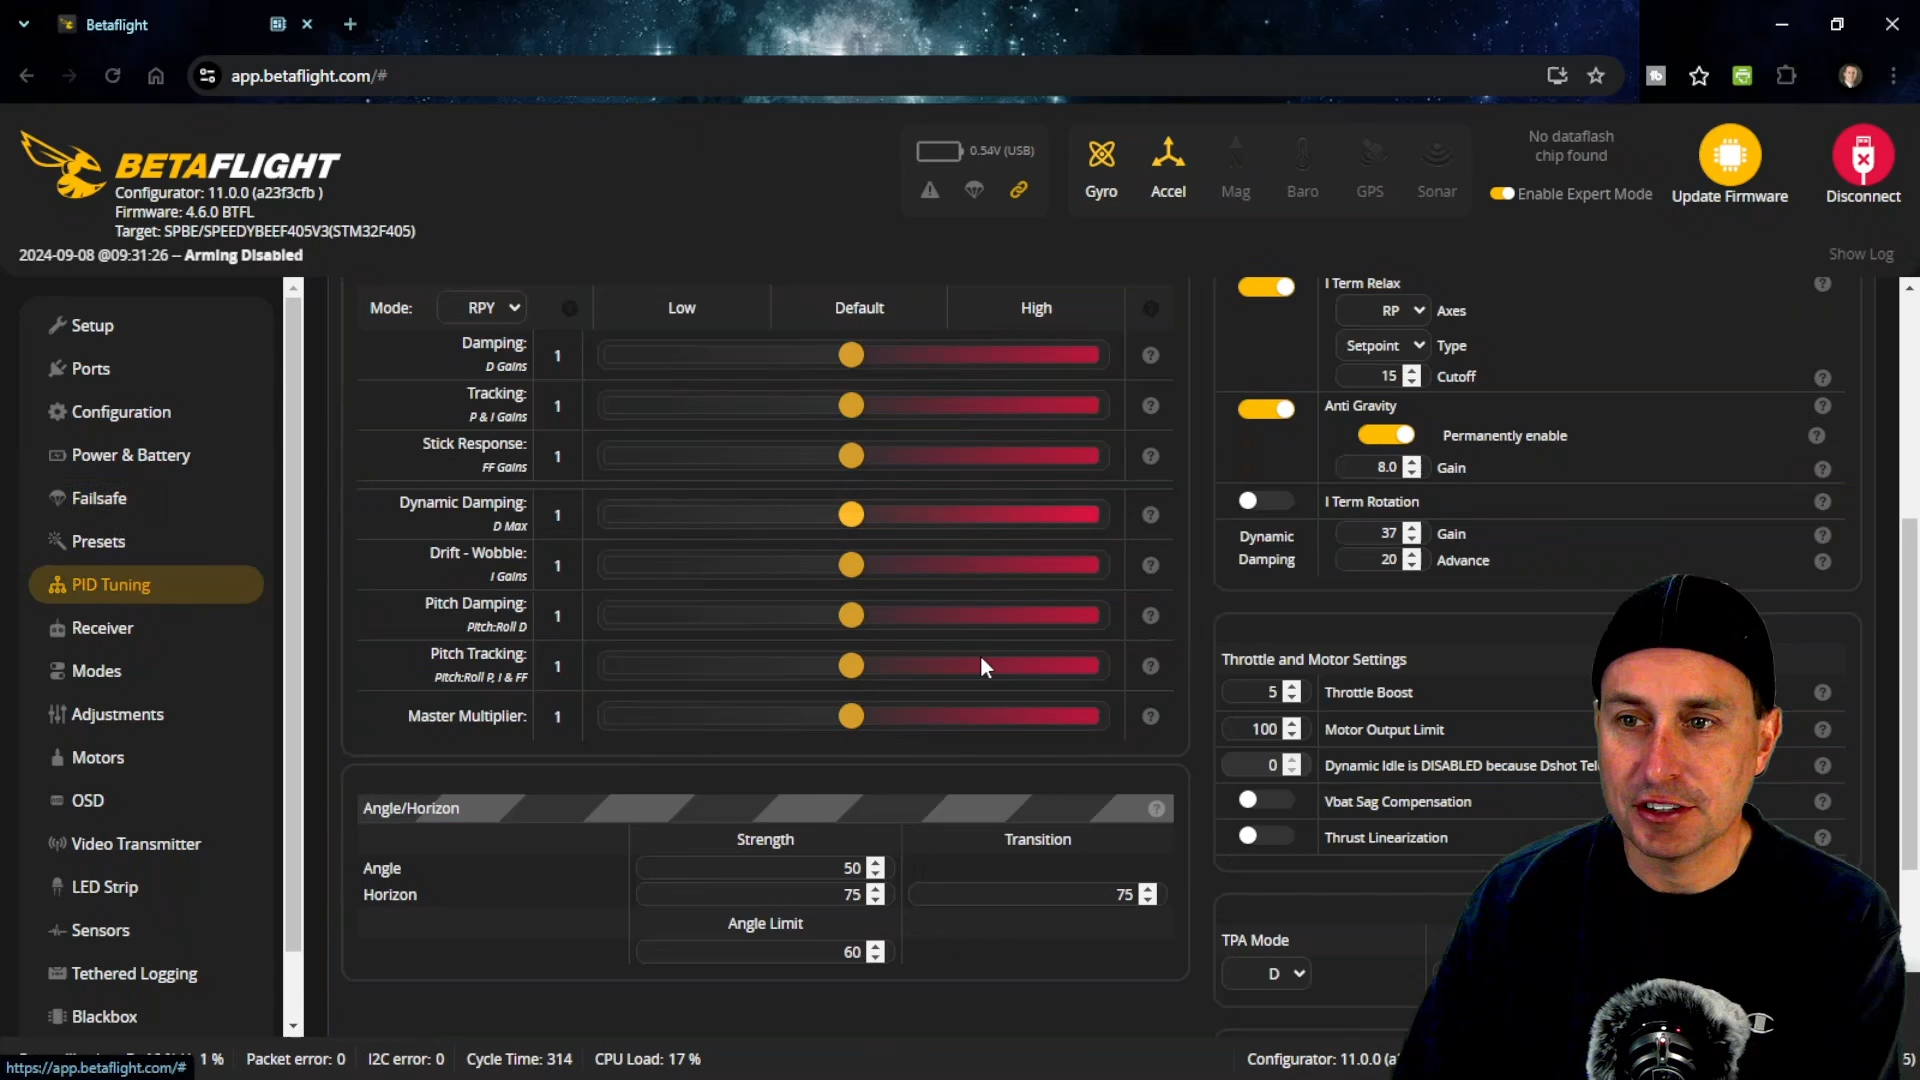 Betaflight
app.betaflight.com/#
BETAFLIGHT
Configurator: 11.0.0 (a23f3cfb )
Firmware: 4.6.0 BTFL
Target: SPBE/SPEEDYBEEF405V3(STM32F405)
2024-09-08 @09:31:26 -- Arming Disabled
0.54V (USB)
Gyro
Accel
Mag
Baro
GPS
Sonar
No dataflash
chip found
Enable Expert Mode
Update Firmware
Disconnect
Show Log
Setup
Ports
Configuration
Power & Battery
Failsafe
Presets
PID Tuning
Receiver
Modes
Adjustments
Motors
OSD
Video Transmitter
LED Strip
Sensors
Tethered Logging
Blackbox
Mode: RPY Low Default High
Damping: 1
D Gains
Tracking: 1
P & I Gains
Stick Response: 1
FF Gains
Dynamic Damping: 1
D Max
Drift - Wobble: 1
I Gains
Pitch Damping: 1
Pitch:Roll D
Pitch Tracking: 1
Pitch:Roll P, I & FF
Master Multiplier: 1
Angle/Horizon
Strength Transition
Angle 50
Horizon 75 75
Angle Limit
60
I Term Relax
RP Axes
Setpoint Type
15 Cutoff
Anti Gravity
Permanently enable
8.0 Gain
I Term Rotation
Dynamic
Damping
37 Gain
20 Advance
Throttle and Motor Settings
5 Throttle Boost
100 Motor Output Limit
0 Dynamic Idle is DISABLED because Dshot Tel
Vbat Sag Compensation
Thrust Linearization
TPA Mode
D
1 % Packet error: 0 I2C error: 0 Cycle Time: 314 CPU Load: 17 %
Configurator: 11.0.0 (a
5)
https://app.betaflight.com/#